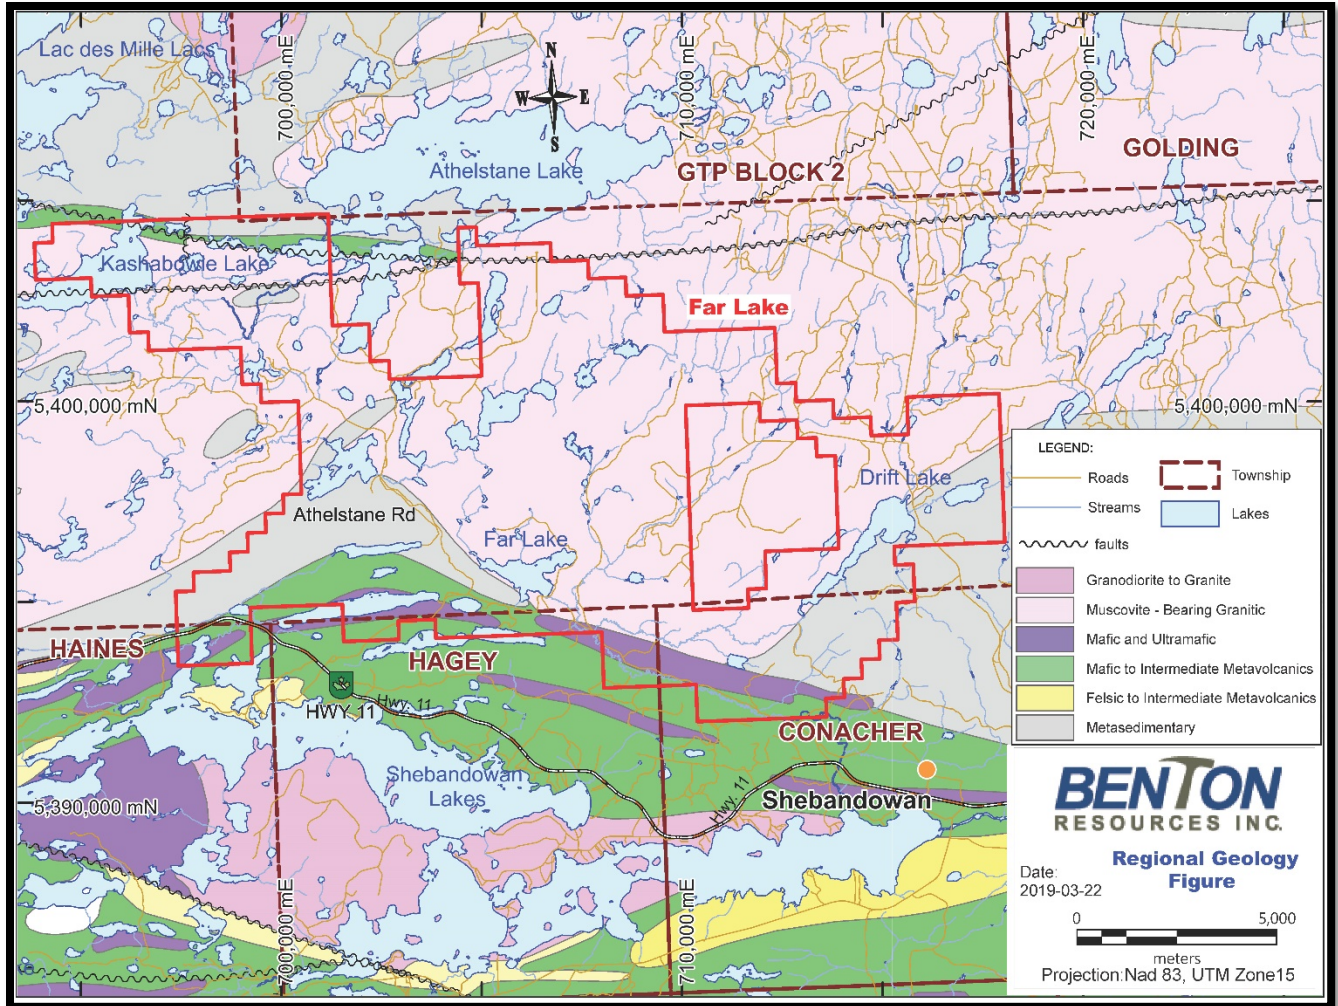 Lac des Mille Lacs
700,000 mE
N
W E
S
710,000 mE
720,000 mE
GOLDING
Athelstane Lake
GTP BLOCK 2
Kashabowie Lake
Far Lake
5,400,000 mN
5,400,000 mN
LEGEND:
Roads
Township
Streams
Lakes
faults
Granodiorite to Granite
Muscovite - Bearing Granitic
Mafic and Ultramafic
Mafic to Intermediate Metavolcanics
Felsic to Intermediate Metavolcanics
Metasedimentary
Drift Lake
Athelstane Rd
Far Lake
HAINES
HAGEY
HWY 11
Hwy. 11
CONACHER
Shebandowan
Lakes
Hwy. 11
Shebandowan
5,390,000 mN
700,000 mE
710,000 mE
BENTON
RESOURCES INC.
Regional Geology
Figure
Date:
2019-03-22
0 5,000
meters
Projection:Nad 83, UTM Zone15